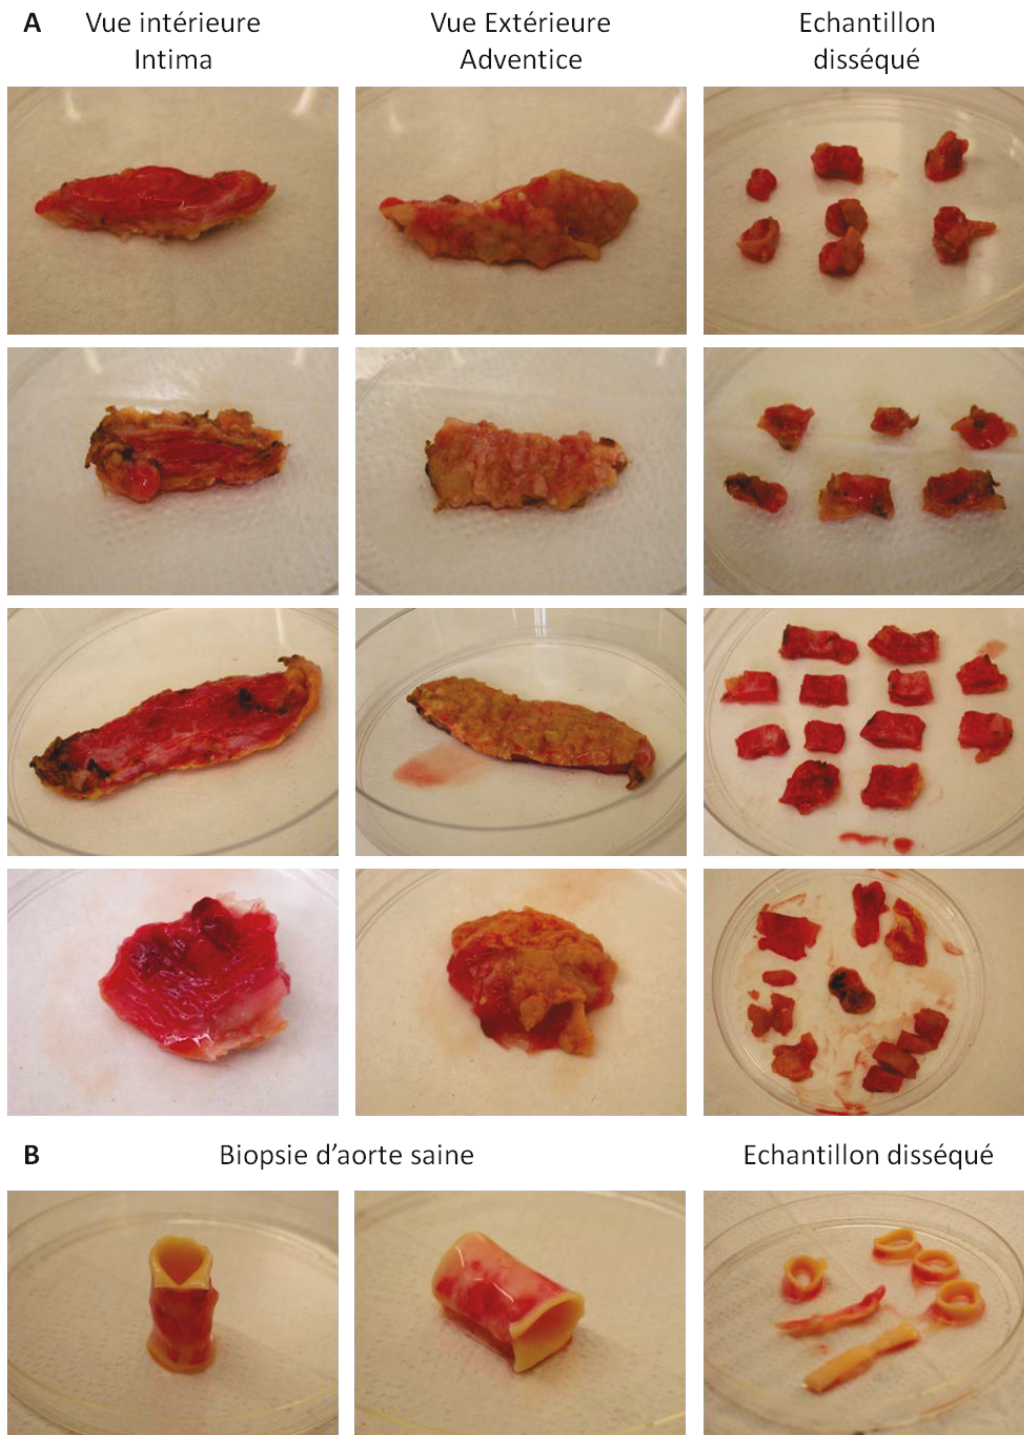 A
Vue intérieure
Intima
Vue Extérieure
Adventice
Echantillon
disséqué
B
Biopsie d’aorte saine
Echantillon disséqué